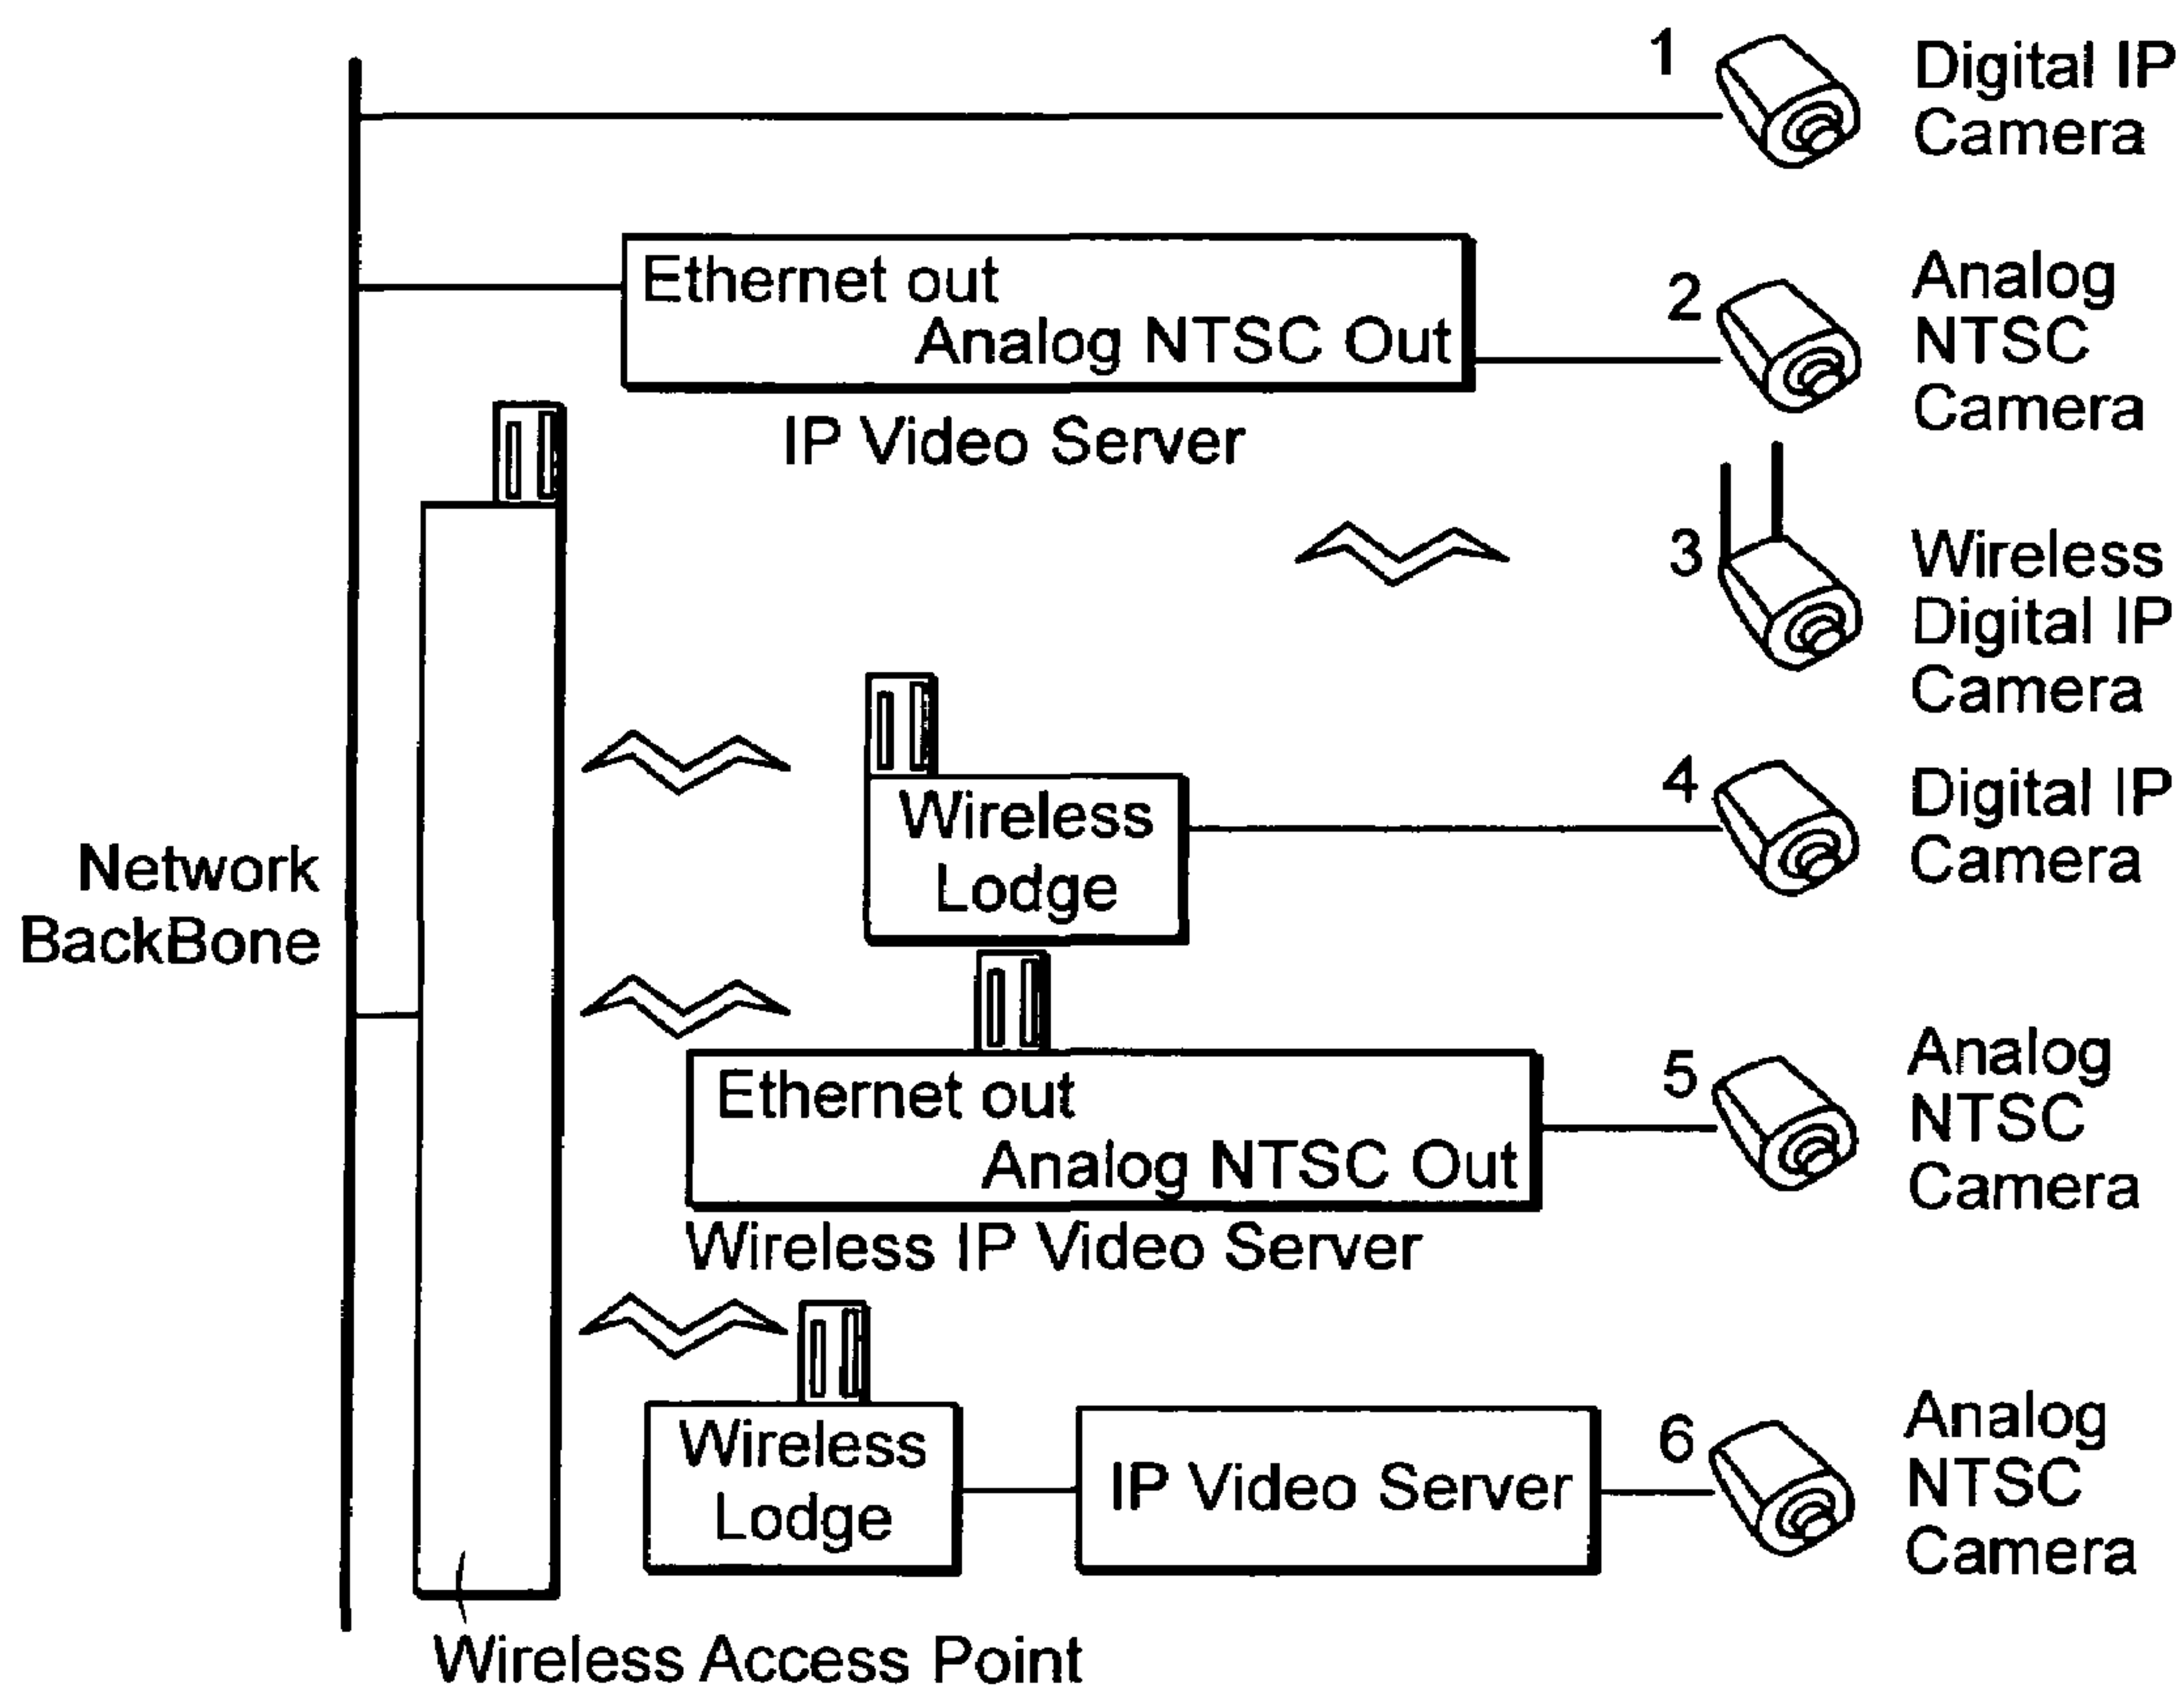 1
Digital IP
Camera
Ethernet out
Analog NTSC Out
IP Video Server
2
Analog
NTSC
Camera
3
Wireless
Digital IP
Camera
Wireless
Lodge
4
Digital IP
Camera
Network
BackBone
Ethernet out
Analog NTSC Out
Wireless IP Video Server
5
Analog
NTSC
Camera
Wireless
Lodge
IP Video Server
6
Analog
NTSC
Camera
Wireless Access Point